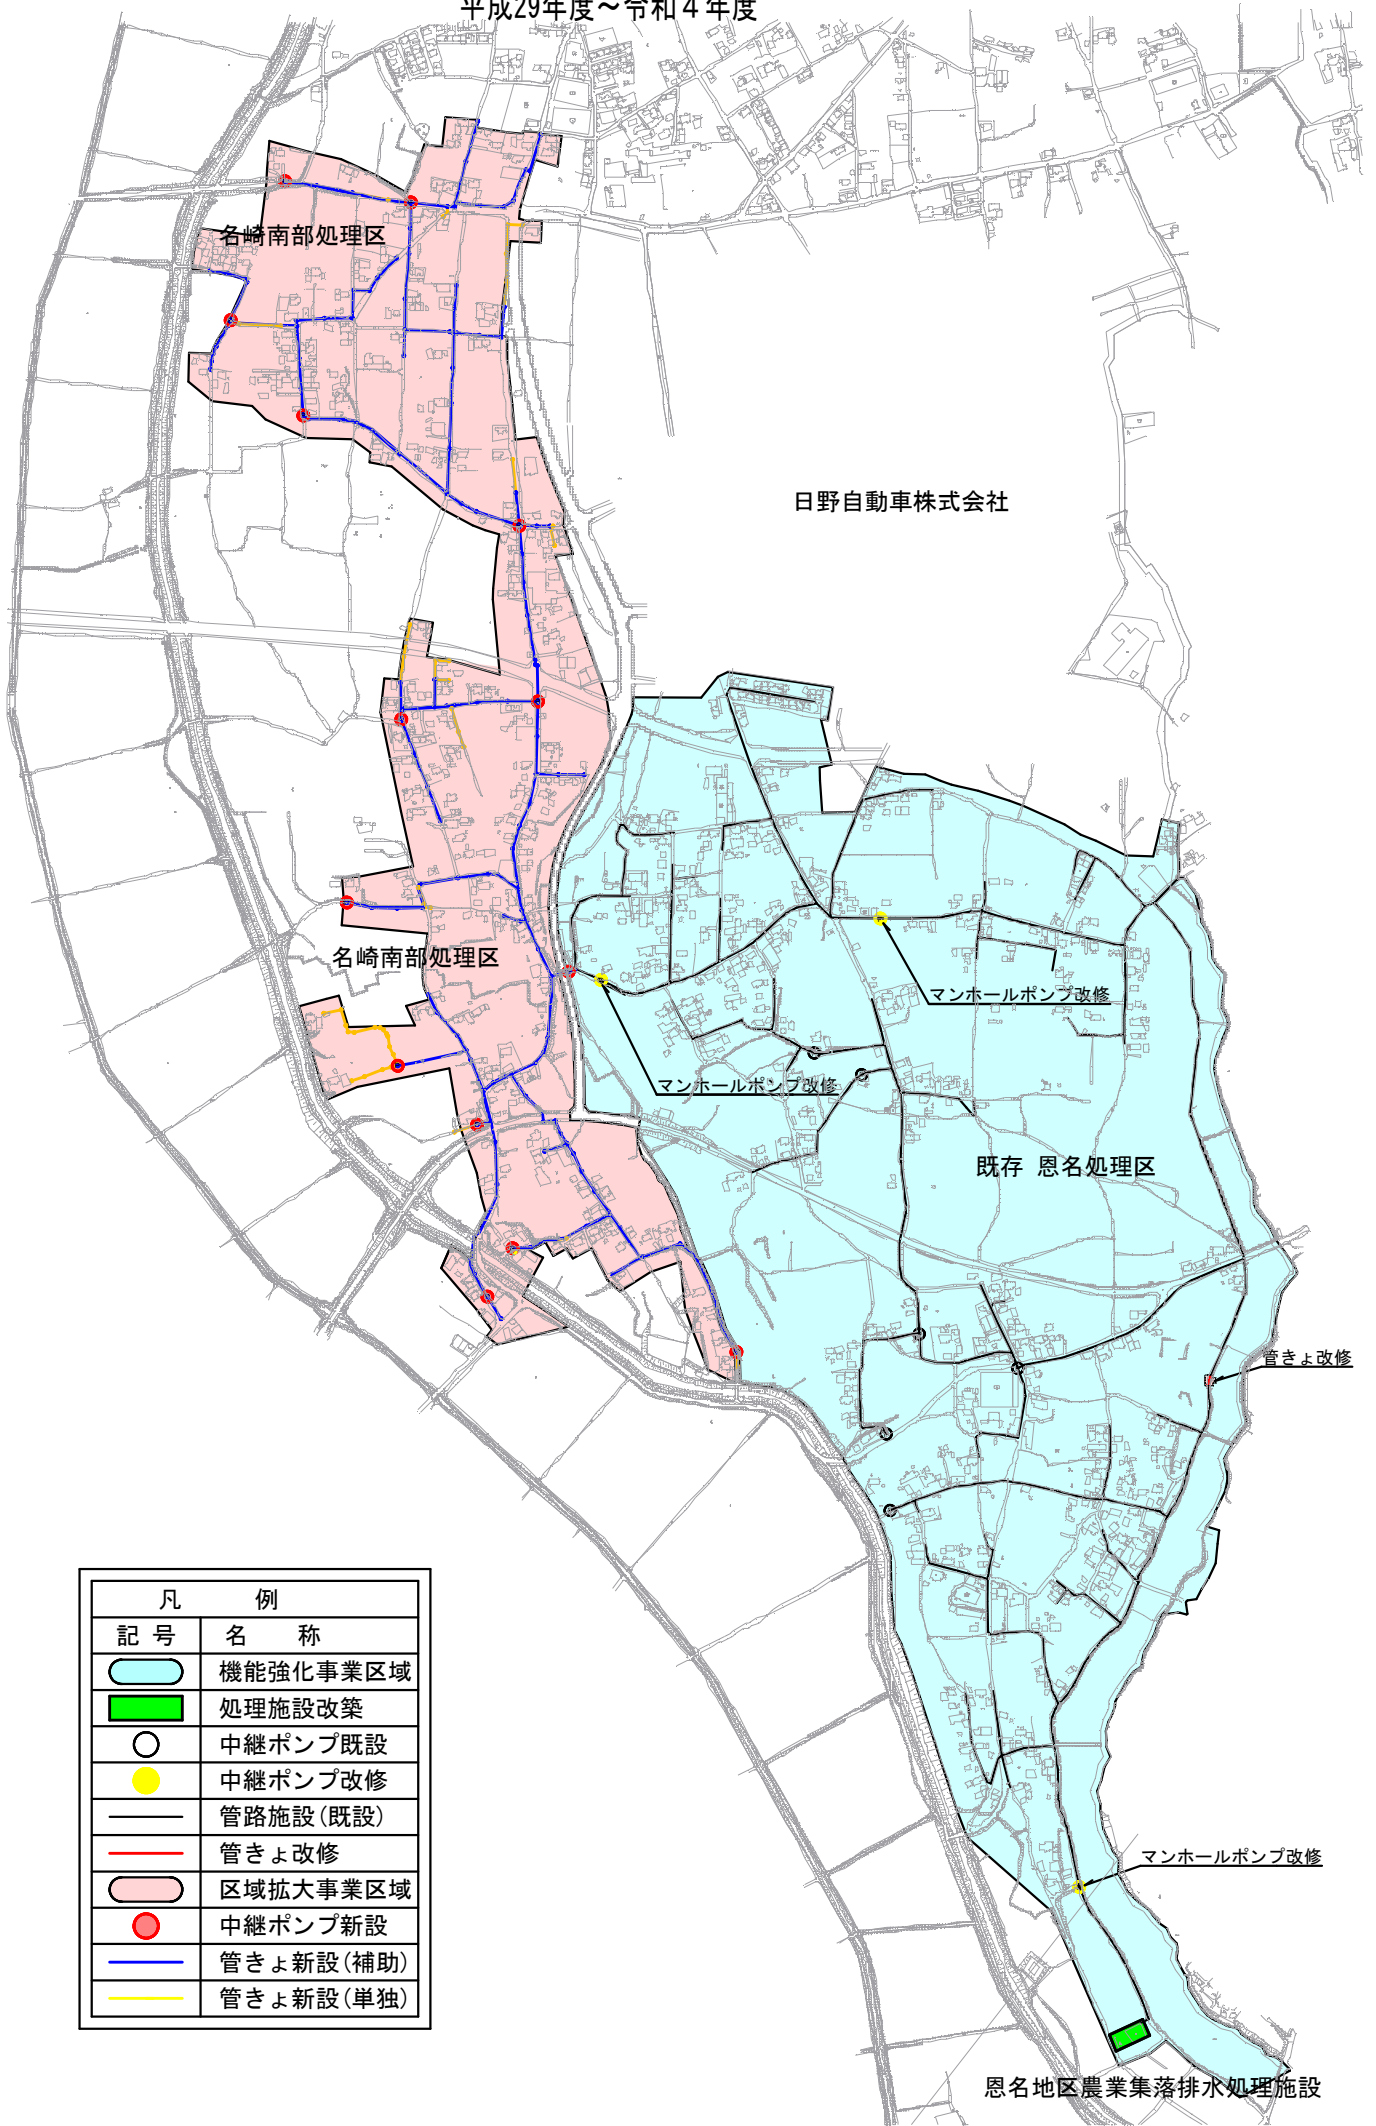 平成29年度～令和４年度
名崎南部処理区
日野自動車株式会社
名崎南部処理区
マンホールポンプ改修
マンホールポンプ改修
既存 恩名処理区
管きょ改修
マンホールポンプ改修
恩名地区農業集落排水処理施設
凡 例
記 号 名 称
機能強化事業区域
処理施設改築
中継ポンプ既設
中継ポンプ改修
管路施設(既設)
管きょ改修
区域拡大事業区域
中継ポンプ新設
管きょ新設(補助)
管きょ新設(単独)